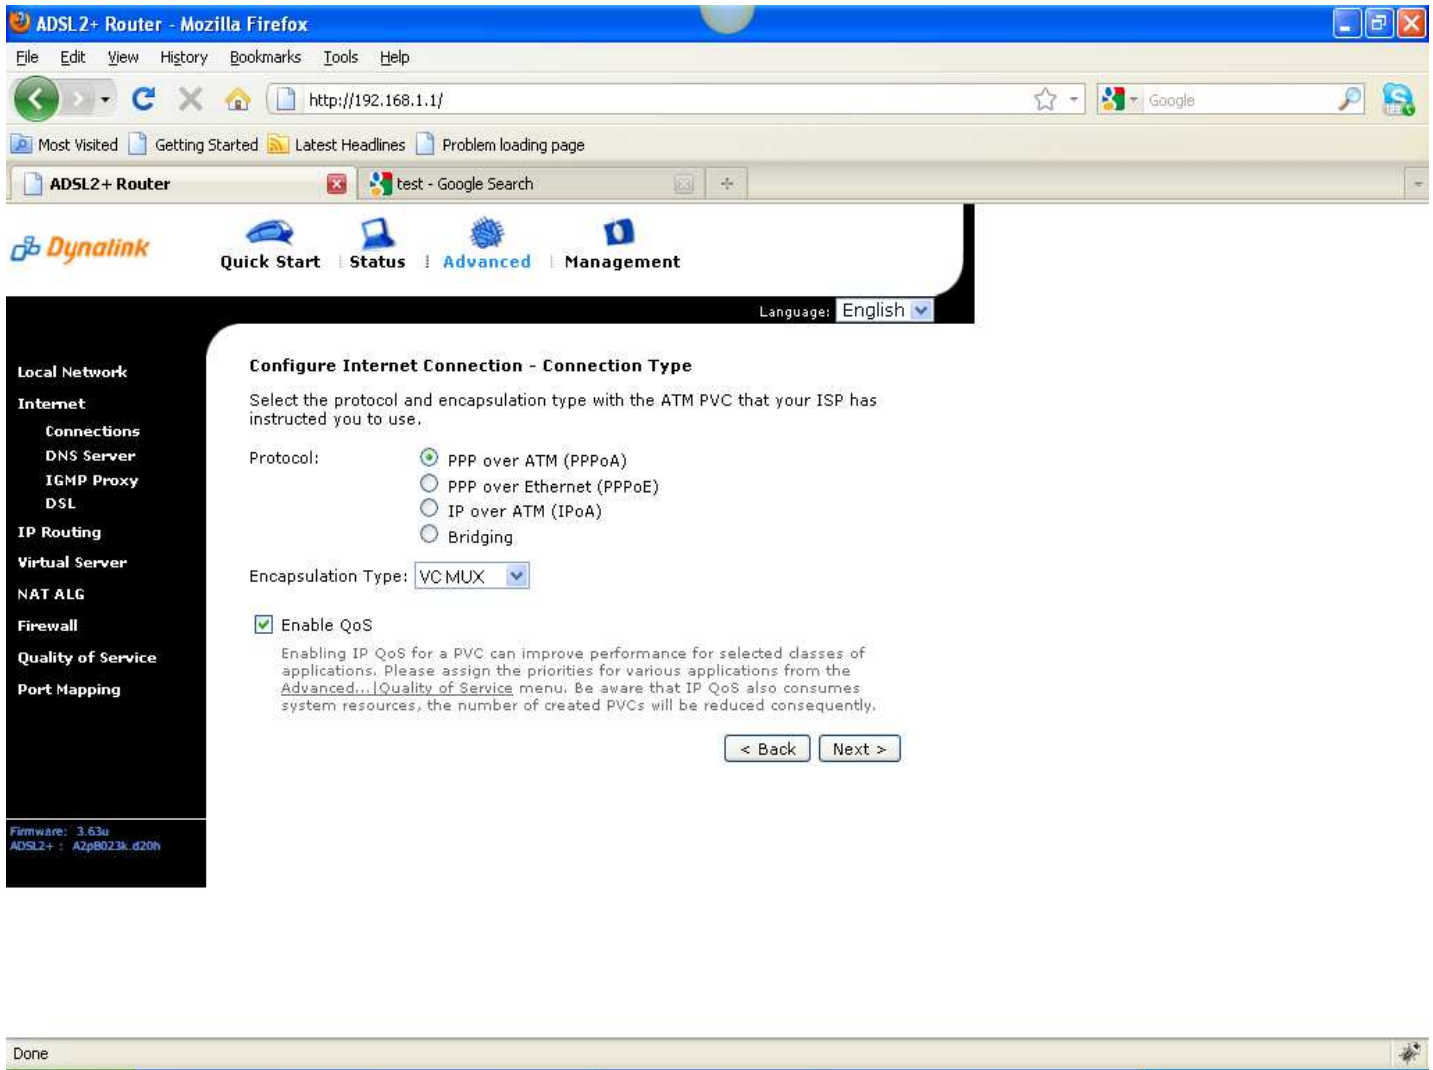 ADSL2+ Router - Mozilla Firefox
File Edit View History Bookmarks Tools Help
http://192.168.1.1/
Google
Most Visited Getting Started Latest Headlines Problem loading page
ADSL2+ Router test - Google Search
Dynalink
Quick Start Status Advanced Management
Language: English
Local Network
Internet
Connections
DNS Server
IGMP Proxy
DSL
IP Routing
Virtual Server
NAT ALG
Firewall
Quality of Service
Port Mapping
Firmware: 3.63u
ADSL2+ : A2pB023k.d20h
Configure Internet Connection - Connection Type
Select the protocol and encapsulation type with the ATM PVC that your ISP has
instructed you to use.
Protocol: PPP over ATM (PPPoA)
PPP over Ethernet (PPPoE)
IP over ATM (IPoA)
Bridging
Encapsulation Type: VC MUX
Enable QoS
Enabling IP QoS for a PVC can improve performance for selected classes of
applications. Please assign the priorities for various applications from the
Advanced...|Quality of Service menu. Be aware that IP QoS also consumes
system resources, the number of created PVCs will be reduced consequently.
< Back Next >
Done